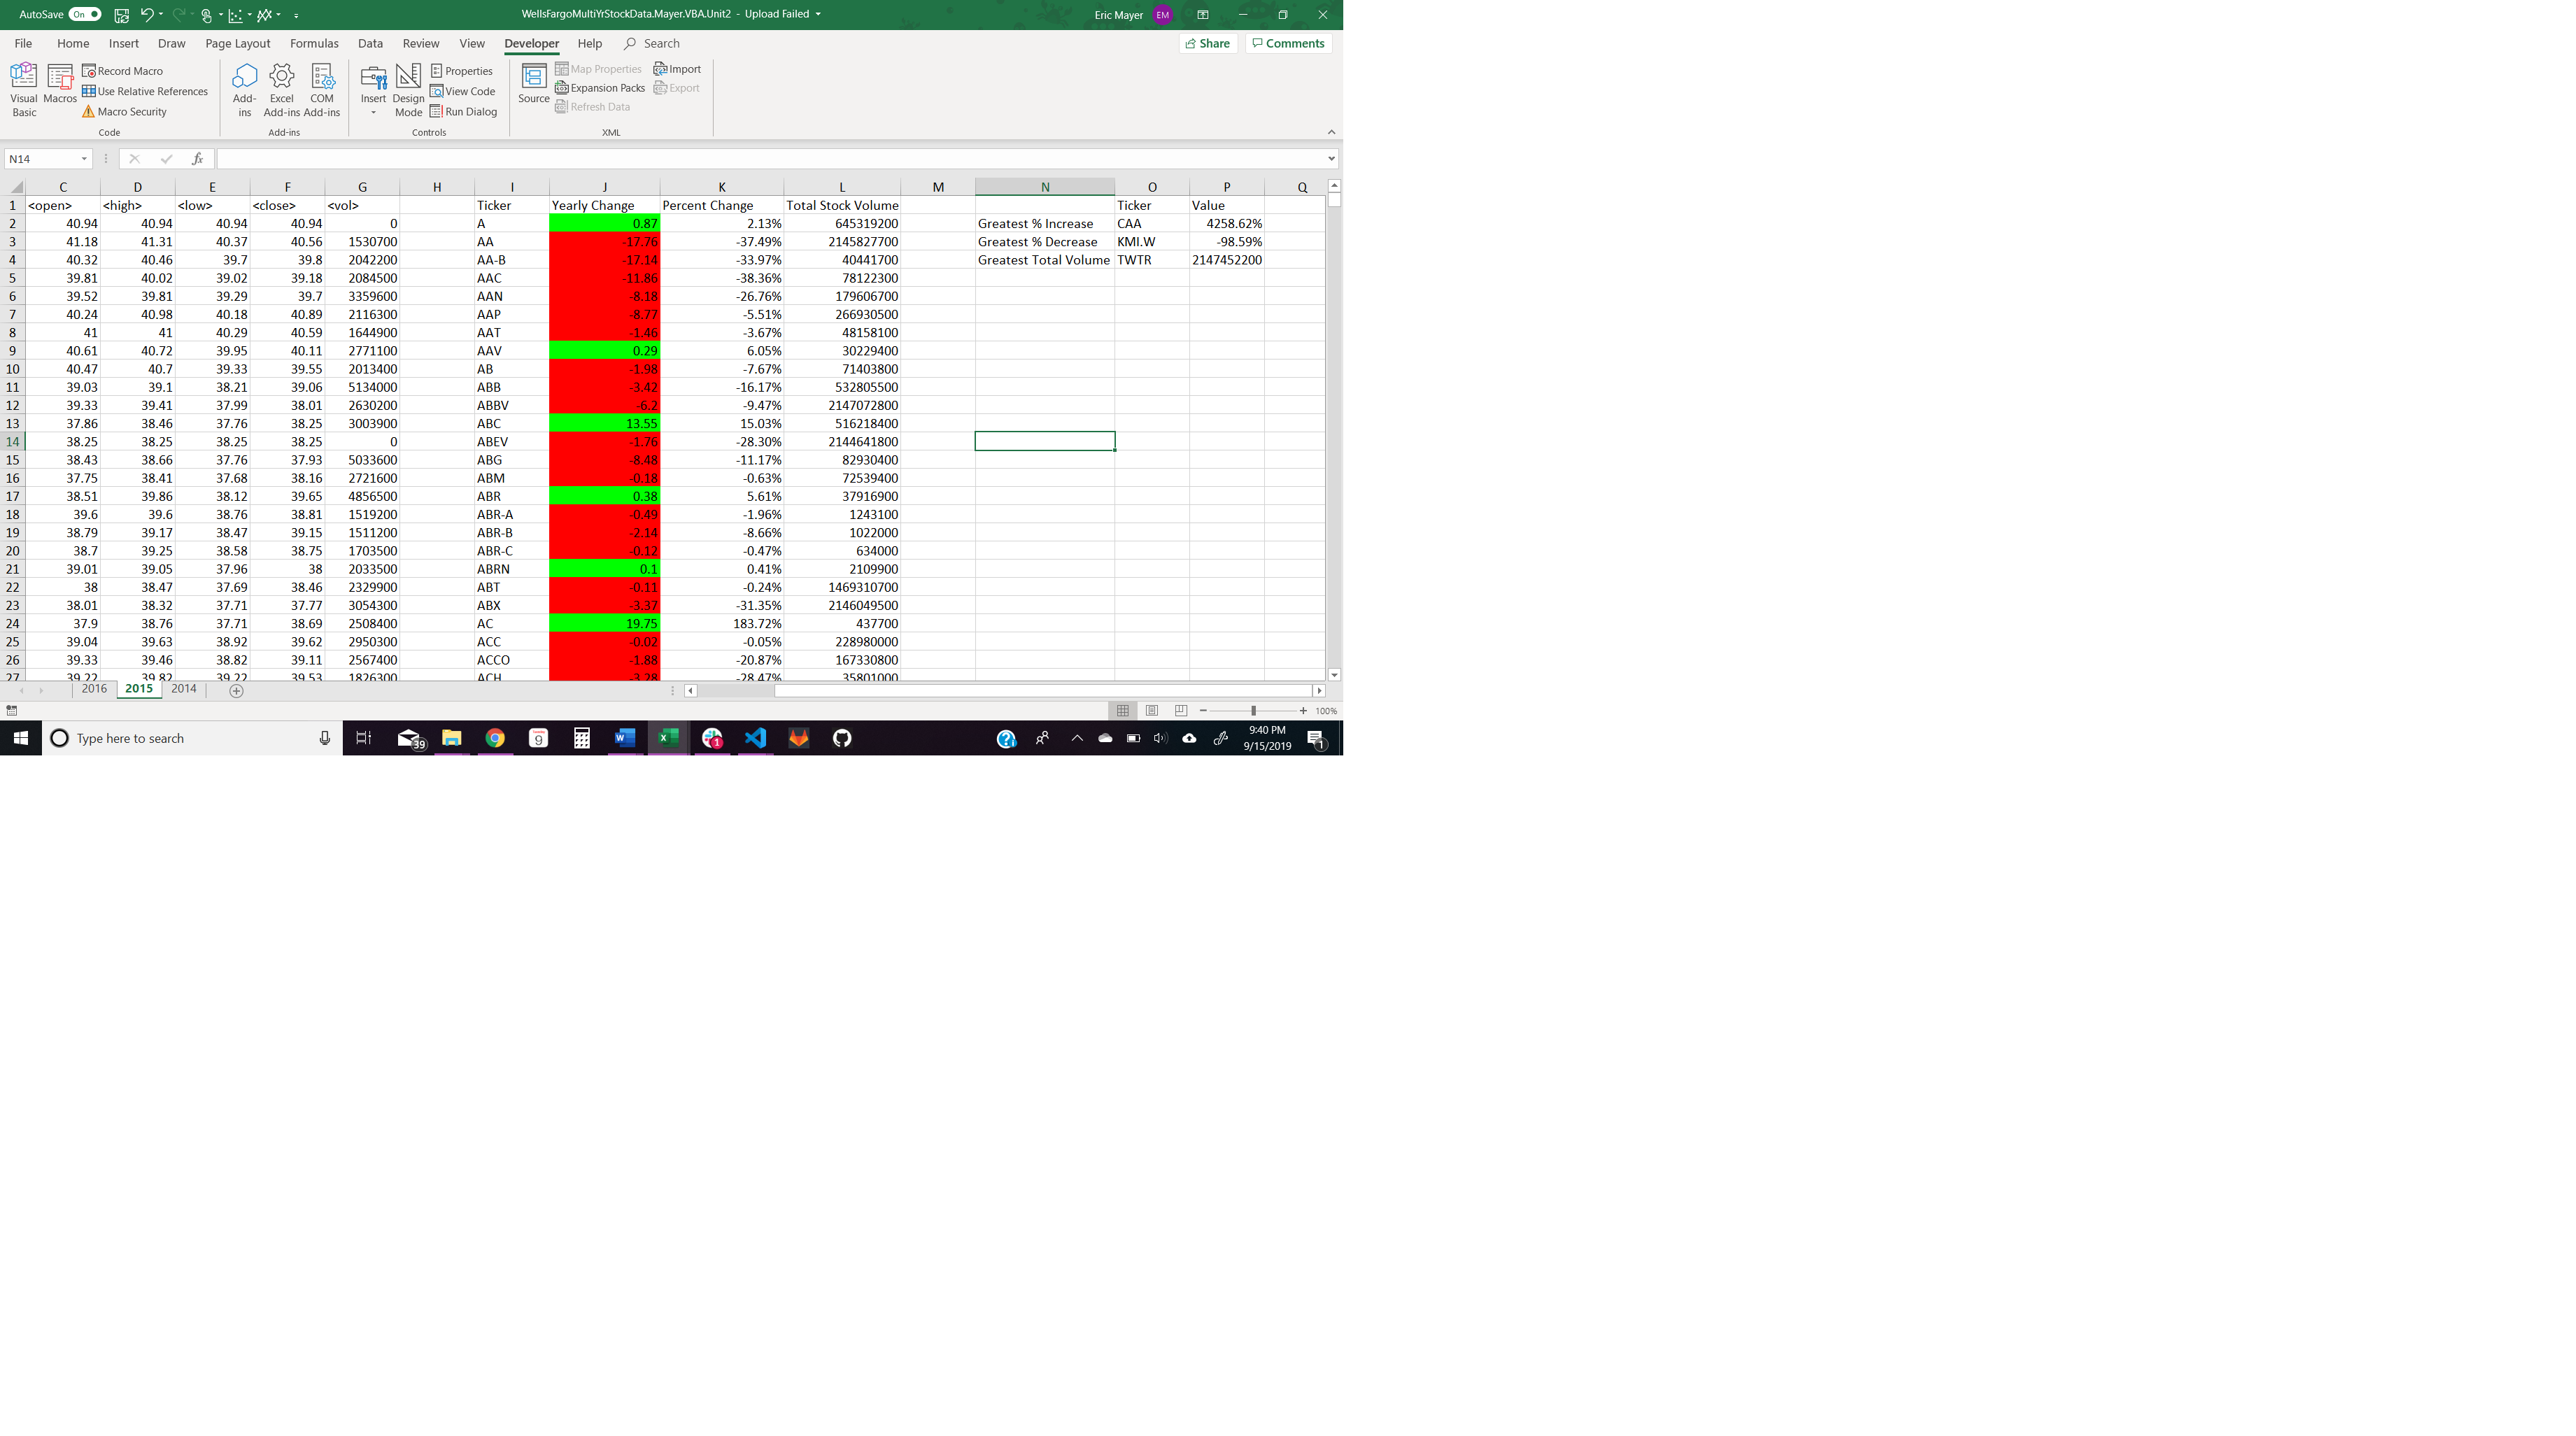 AutoSave On WellsFargoMultiYrStockData.Mayer.VBA.Unit2 - Upload Failed Eric Mayer EM
File Home Insert Draw Page Layout Formulas Data Review View Developer Help Search Share Comments
Visual Basic Macros Record Macro Use Relative References Macro Security
Add-ins Excel Add-ins COM Add-ins
Insert Design Mode Properties View Code Run Dialog
Source Map Properties Expansion Packs Refresh Data Import Export
Code Add-ins Controls XML
N14 fx
C D E F G H I J K L M N O P Q
1 <open> <high> <low> <close> <vol> Ticker Yearly Change Percent Change Total Stock Volume Ticker Value
2 40.94 40.94 40.94 40.94 0 A 0.87 2.13% 645319200 Greatest % Increase CAA 4258.62%
3 41.18 41.31 40.37 40.56 1530700 AA -17.76 -37.49% 2145827700 Greatest % Decrease KMI.W -98.59%
4 40.32 40.46 39.7 39.8 2042200 AA-B -17.14 -33.97% 40441700 Greatest Total Volume TWTR 2147452200
5 39.81 40.02 39.02 39.18 2084500 AAC -11.86 -38.36% 78122300
6 39.52 39.81 39.29 39.7 3359600 AAN -8.18 -26.76% 179606700
7 40.24 40.98 40.18 40.89 2116300 AAP -8.77 -5.51% 266930500
8 41 41 40.29 40.59 1644900 AAT -1.46 -3.67% 48158100
9 40.61 40.72 39.95 40.11 2771100 AAV 0.29 6.05% 30229400
10 40.47 40.7 39.33 39.55 2013400 AB -1.98 -7.67% 71403800
11 39.03 39.1 38.21 39.06 5134000 ABB -3.42 -16.17% 532805500
12 39.33 39.41 37.99 38.01 2630200 ABBV -6.2 -9.47% 2147072800
13 37.86 38.46 37.76 38.25 3003900 ABC 13.55 15.03% 516218400
14 38.25 38.25 38.25 38.25 0 ABEV -1.76 -28.30% 2144641800
15 38.43 38.66 37.76 37.93 5033600 ABG -8.48 -11.17% 82930400
16 37.75 38.41 37.68 38.16 2721600 ABM -0.18 -0.63% 72539400
17 38.51 39.86 38.12 39.65 4856500 ABR 0.38 5.61% 37916900
18 39.6 39.6 38.76 38.81 1519200 ABR-A -0.49 -1.96% 1243100
19 38.79 39.17 38.47 39.15 1511200 ABR-B -2.14 -8.66% 1022000
20 38.7 39.25 38.58 38.75 1703500 ABR-C -0.12 -0.47% 634000
21 39.01 39.05 37.96 38 2033500 ABRN 0.1 0.41% 2109900
22 38 38.47 37.69 38.46 2329900 ABT -0.11 -0.24% 1469310700
23 38.01 38.32 37.71 37.77 3054300 ABX -3.37 -31.35% 2146049500
24 37.9 38.76 37.71 38.69 2508400 AC 19.75 183.72% 437700
25 39.04 39.63 38.92 39.62 2950300 ACC -0.02 -0.05% 228980000
26 39.33 39.46 38.82 39.11 2567400 ACCO -1.88 -20.87% 167330800
27 39.22 39.82 39.22 39.53 1826300 ACH -3.28 -28.47% 35801000
2016 2015 2014
100%
Type here to search 39 9 1 9:40 PM
9/15/2019 1